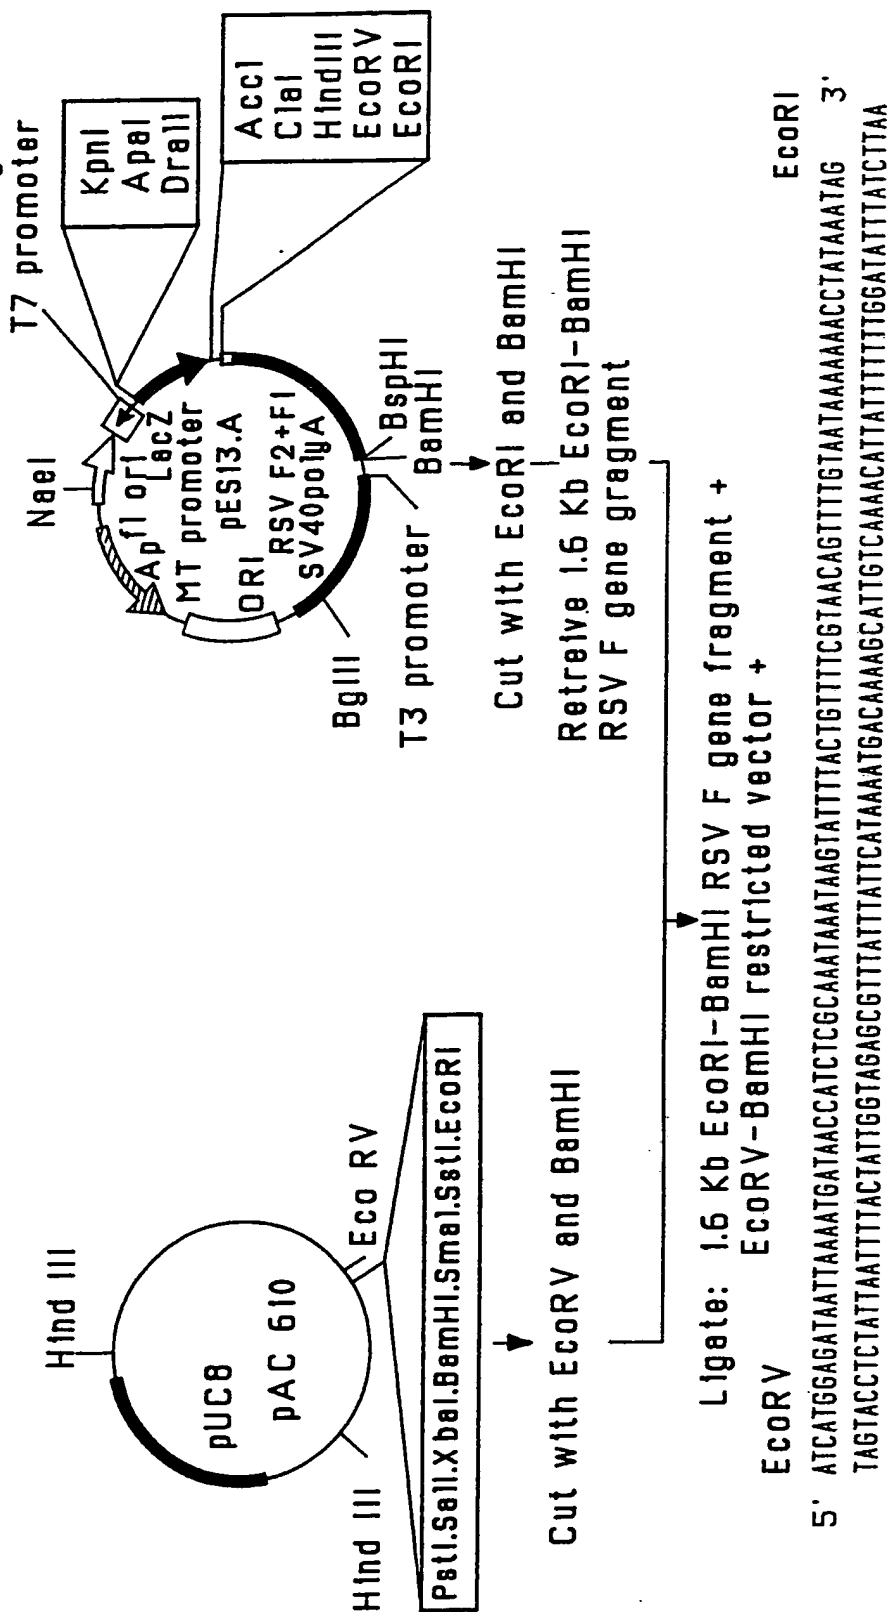 Hind III
pUC8
pAC 610
Hind III
Eco RV
PstI.SalI.XbaI.BamHI.SmaI.SstI.EcoRI
Cut with EcoRV and BamHI
T7 promoter
NaeI
KpnI
ApaI
DraII
Ap f1 ori
LacZ
MT promoter
pES13.A
ORI
RSV F2+F1
SV40polyA
AccI
ClaI
HindIII
EcoRV
EcoRI
BglII
T3 promoter
BspHI
BamHI
Cut with EcoRI and BamHI
Retreive 1.6 Kb EcoRI-BamHI
RSV F gene gragment
Ligate: 1.6 Kb EcoRI-BamHI RSV F gene fragment +
EcoRV-BamHI restricted vector +
EcoRV EcoRI
5' ATCATGGAGATAATTAAAATGATAACCATCTCGCAAATAAATAAGTATTTTACTGTTTTCGTAACAGTTTTGTAATAAAAAAACCTATAAATAG 3'
TAGTACCTCTATTAATTTTACTATTGGTAGAGCGTTTATTTATTCATAAAATGACAAAAGCATTGTCAAAACATTATTTTTTTGGATATTTATCTTAA